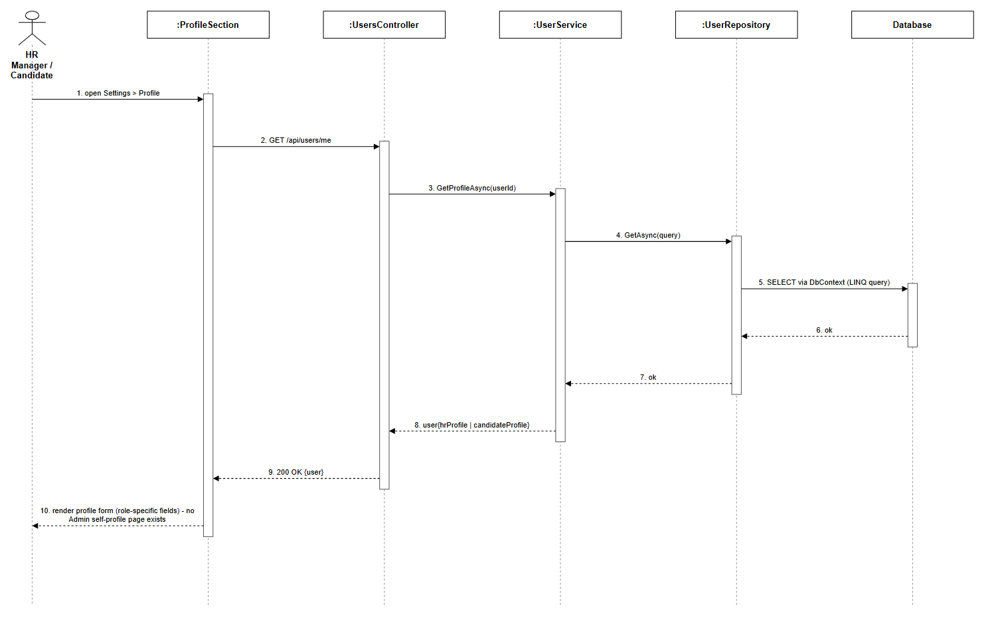 :ProfileSection
:UsersController
:UserService
:UserRepository
Database
HR
Manager /
Candidate
1. open Settings > Profile
2. GET /api/users/me
3. GetProfileAsync(userId)
4. GetAsync(query)
5. SELECT via DbContext (LINQ query)
6. ok
7. ok
8. user{hrProfile | candidateProfile}
9. 200 OK {user}
10. render profile form (role-specific fields) - no
Admin self-profile page exists